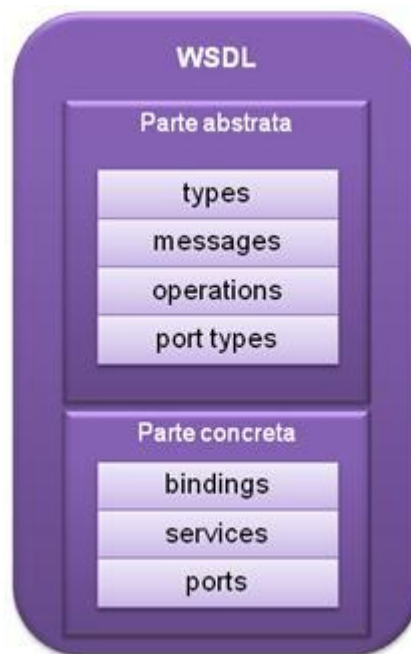 WSDL
Parte abstrata
types
messages
operations
port types
Parte concreta
bindings
services
ports